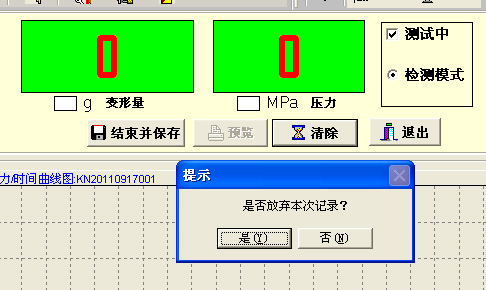 0
0
测试中
g 变形量
MPa 压力
检测模式
结束并保存
预览
清除
退出
力/时间曲线图:KN20110917001
提示
是否放弃本次记录？
是(Y)
否(N)